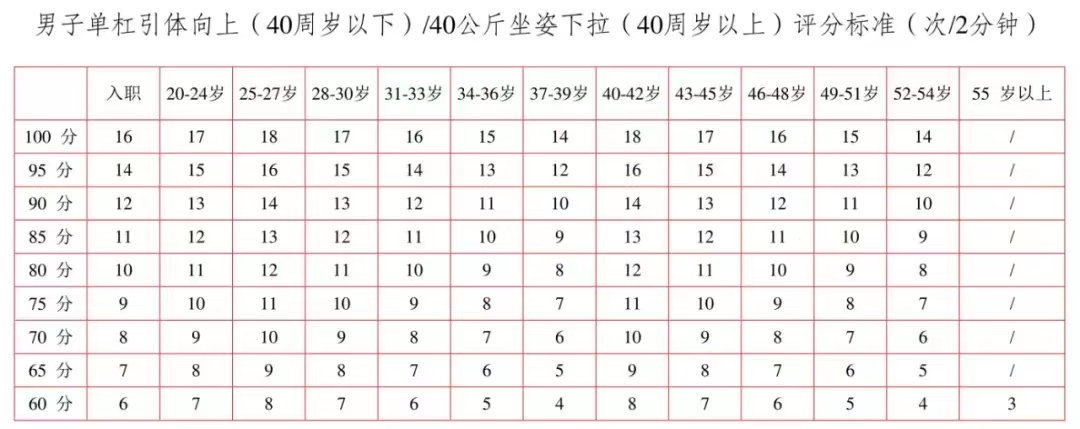 男子单杠引体向上（40周岁以下）/40公斤坐姿下拉（40周岁以上）评分标准（次/2分钟）
入职 20-24岁 25-27岁 28-30岁 31-33岁 34-36岁 37-39岁 40-42岁 43-45岁 46-48岁 49-51岁 52-54岁 55 岁以上
100 分 16 17 18 17 16 15 14 18 17 16 15 14 /
95 分 14 15 16 15 14 13 12 16 15 14 13 12 /
90 分 12 13 14 13 12 11 10 14 13 12 11 10 /
85 分 11 12 13 12 11 10 9 13 12 11 10 9 /
80 分 10 11 12 11 10 9 8 12 11 10 9 8 /
75 分 9 10 11 10 9 8 7 11 10 9 8 7 /
70 分 8 9 10 9 8 7 6 10 9 8 7 6 /
65 分 7 8 9 8 7 6 5 9 8 7 6 5 /
60 分 6 7 8 7 6 5 4 8 7 6 5 4 3